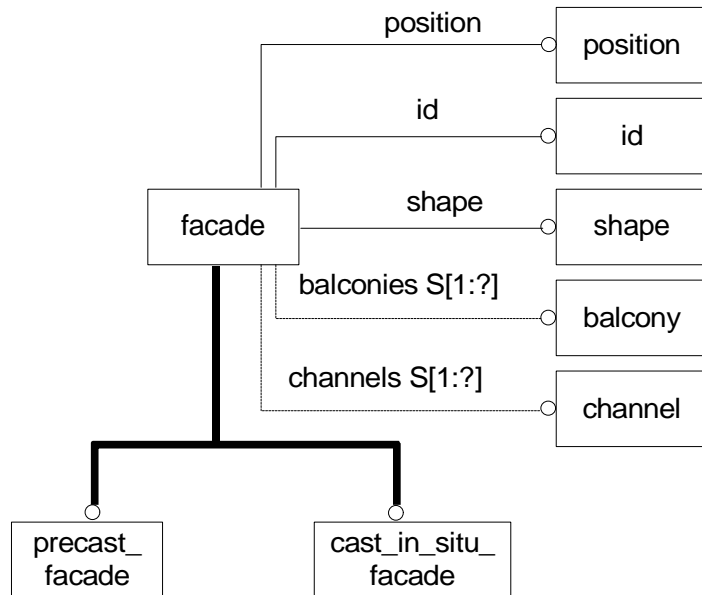 position
position
id
id
facade
shape
shape
balconies S[1:?]
balcony
channels S[1:?]
channel
precast_
facade
cast_in_situ_
facade